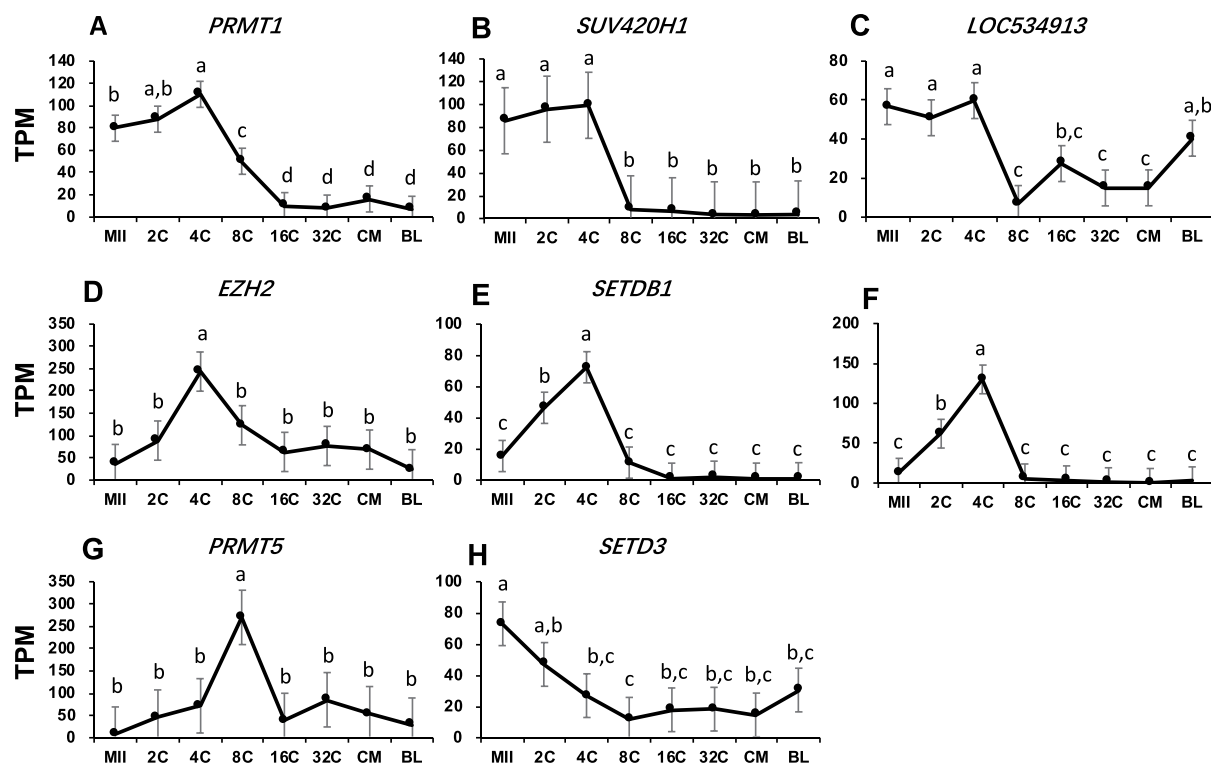 A PRMT1
B SUV420H1
C LOC534913
TPM
140
120
100
80
60
40
20
0
b a,b a c d d d d
MII 2C 4C 8C 16C 32C CM BL
140
120
100
80
60
40
20
0
a a a b b b b b
MII 2C 4C 8C 16C 32C CM BL
80
60
40
20
0
a a a c b,c c c a,b
MII 2C 4C 8C 16C 32C CM BL
D EZH2
E SETDB1
F
TPM
350
300
250
200
150
100
50
0
b b a b b b b b
MII 2C 4C 8C 16C 32C CM BL
100
80
60
40
20
0
c b a c c c c c
MII 2C 4C 8C 16C 32C CM BL
200
150
100
50
0
c b a c c c c c
MII 2C 4C 8C 16C 32C CM BL
G PRMT5
H SETD3
TPM
350
300
250
200
150
100
50
0
b b b a b b b b
MII 2C 4C 8C 16C 32C CM BL
100
80
60
40
20
0
a a,b b,c c b,c b,c b,c b,c
MII 2C 4C 8C 16C 32C CM BL